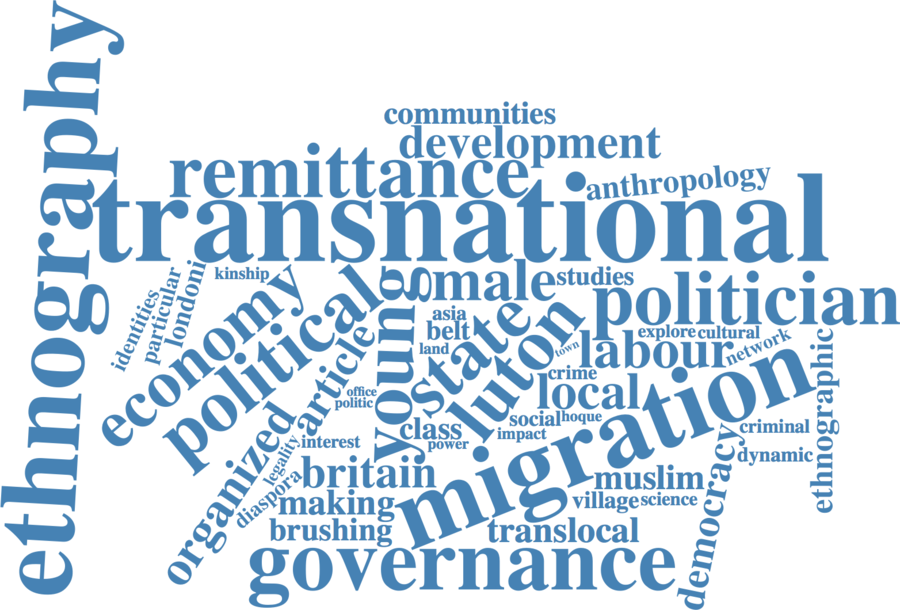 ethnography
communities
development
remittance
anthropology
transnational
kinship
male
studies
identities
particular
londoni
economy
political
young
politician
asia
belt
land
state
luton
town
explore
cultural
labour
network
article
office
politic
crime
local
migration
ethnographic
organized
class
power
social
hoque
impact
criminal
legality
interest
diaspora
britain
dynamic
muslim
making
village
science
democracy
brushing
translocal
governance